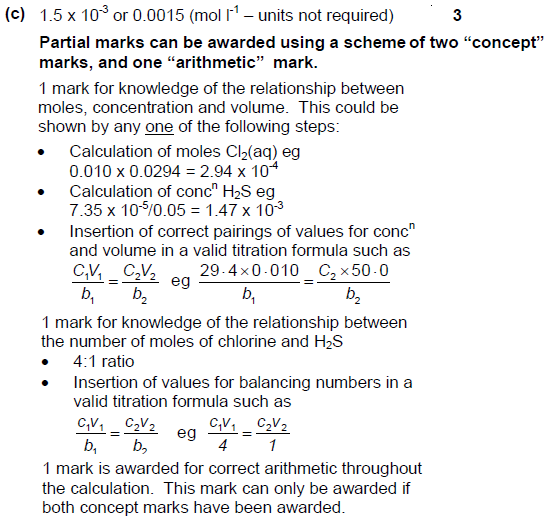 (c) 1.5 x 10⁻³ or 0.0015 (mol l⁻¹ – units not required) 3
Partial marks can be awarded using a scheme of two “concept”
marks, and one “arithmetic” mark.
1 mark for knowledge of the relationship between
moles, concentration and volume. This could be
shown by any one of the following steps:
• Calculation of moles Cl₂(aq) eg
0.010 x 0.0294 = 2.94 x 10⁻⁴
• Calculation of concⁿ H₂S eg
7.35 x 10⁻⁵/0.05 = 1.47 x 10⁻³
• Insertion of correct pairings of values for concⁿ
and volume in a valid titration formula such as
C₁V₁/b₁ = C₂V₂/b₂ eg 29·4×0·010/b₁ = C₂×50·0/b₂
1 mark for knowledge of the relationship between
the number of moles of chlorine and H₂S
• 4:1 ratio
• Insertion of values for balancing numbers in a
valid titration formula such as
C₁V₁/b₁ = C₂V₂/b₂ eg C₁V₁/4 = C₂V₂/1
1 mark is awarded for correct arithmetic throughout
the calculation. This mark can only be awarded if
both concept marks have been awarded.